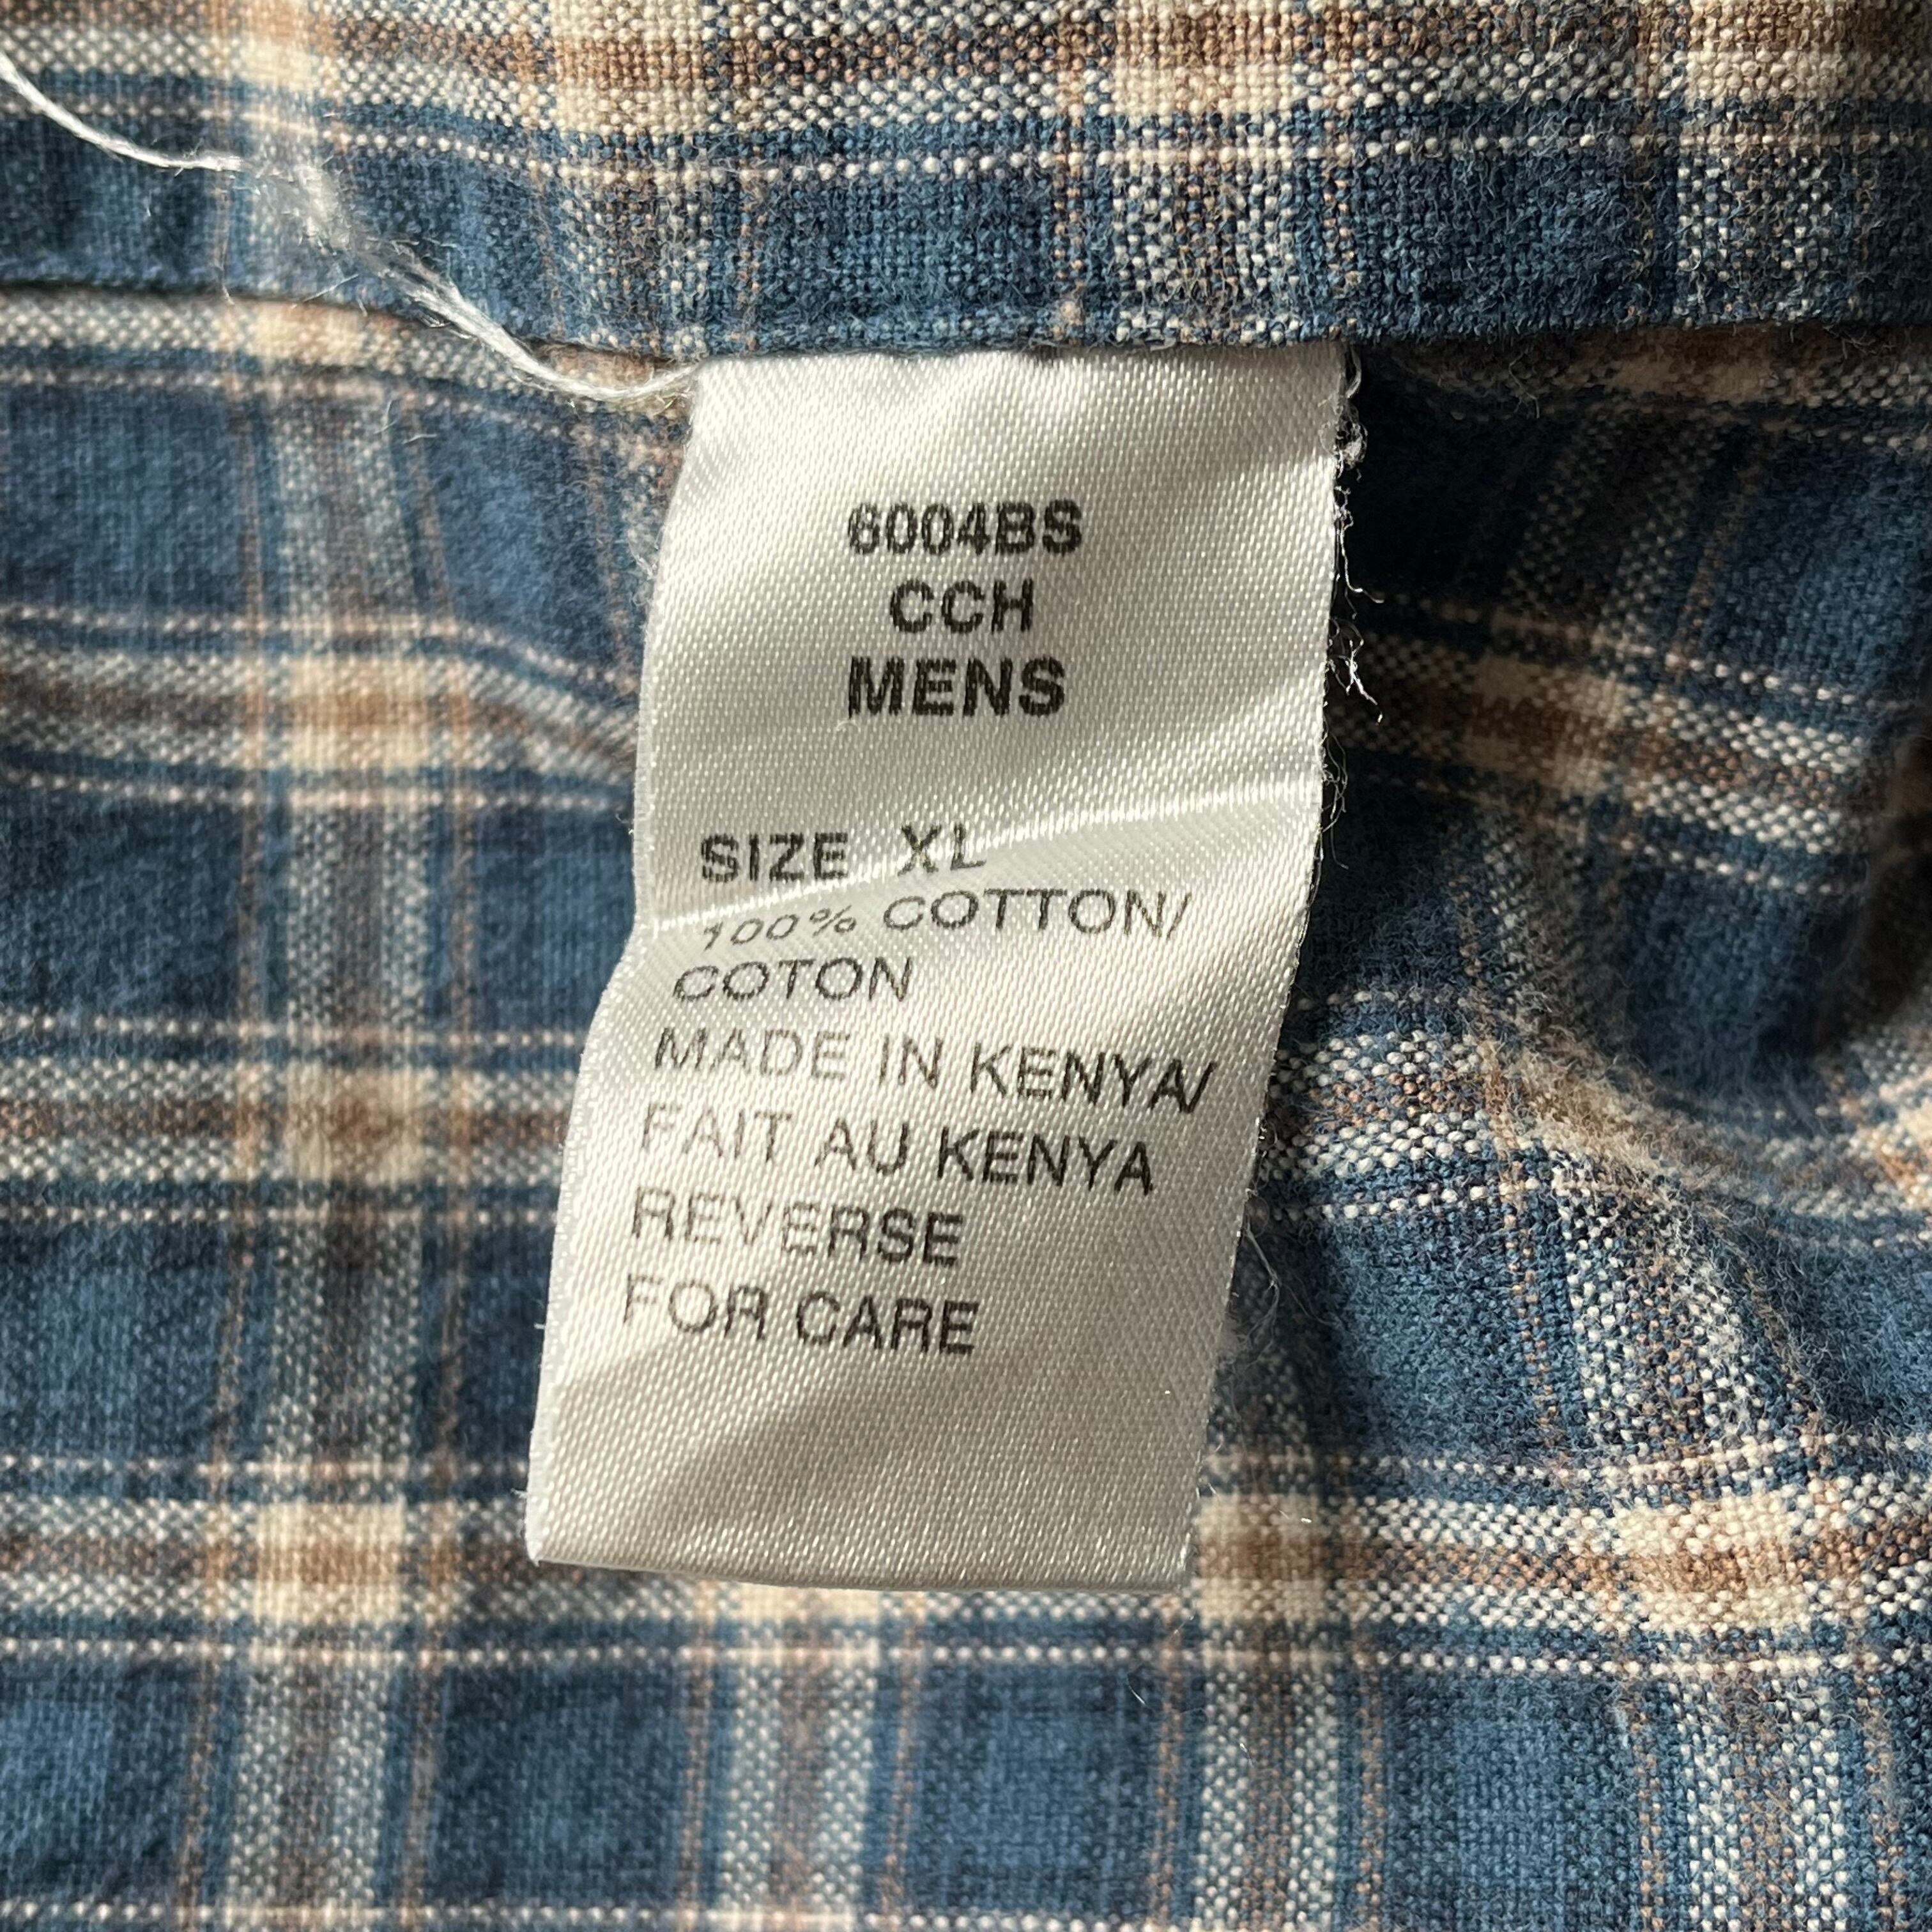 6004BS
CCH
MENS
SIZE XL
100% COTTON/
COTON
MADE IN KENYA/
FAIT AU KENYA
REVERSE
FOR CARE